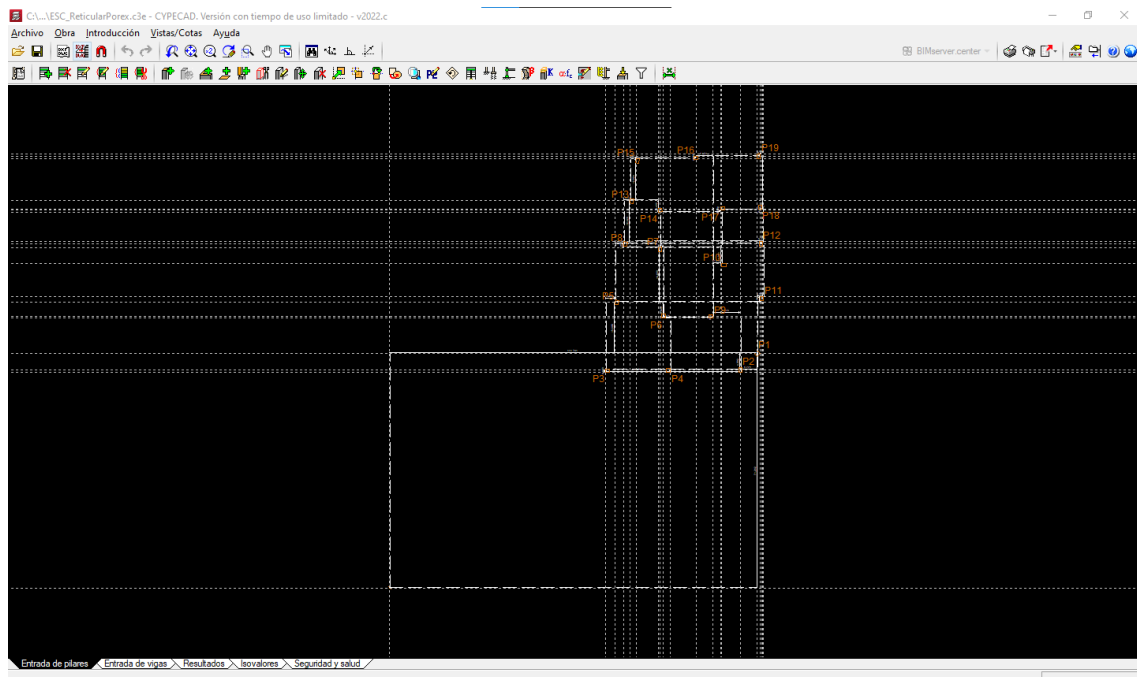 C:\...\ESC_ReticularPorex.c3e - CYPECAD. Versión con tiempo de uso limitado - v2022.c
Archivo Obra Introducción Vistas/Cotas Ayuda
BIMserver.center
P15 P16 P19
P13
P14 P17 P18
P8 P12
P10
P5 P11
P6 P9
P1
P2
P3 P4
Entrada de pilares Entrada de vigas Resultados Isovalores Seguridad y salud